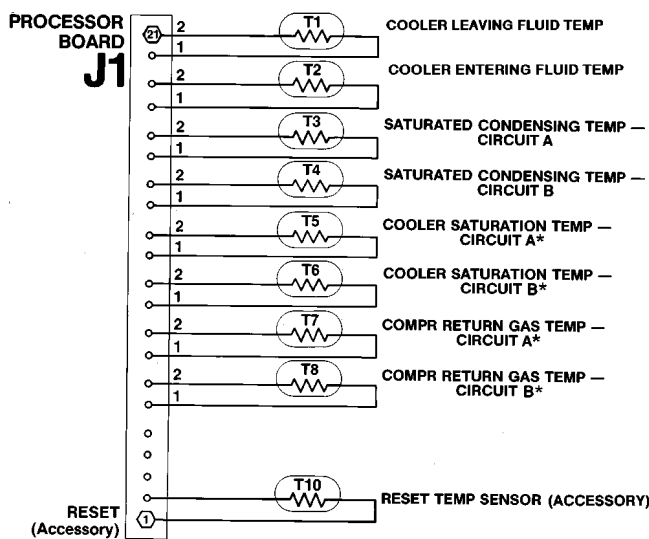 PROCESSOR
BOARD
J1
21
2
T1
COOLER LEAVING FLUID TEMP
1
2
T2
COOLER ENTERING FLUID TEMP
1
2
T3
SATURATED CONDENSING TEMP —
CIRCUIT A
1
2
T4
SATURATED CONDENSING TEMP —
CIRCUIT B
1
2
T5
COOLER SATURATION TEMP —
CIRCUIT A*
1
2
T6
COOLER SATURATION TEMP —
CIRCUIT B*
1
2
T7
COMPR RETURN GAS TEMP —
CIRCUIT A*
1
2
T8
COMPR RETURN GAS TEMP —
CIRCUIT B*
1
T10
RESET TEMP SENSOR (ACCESSORY)
RESET
(Accessory)
1